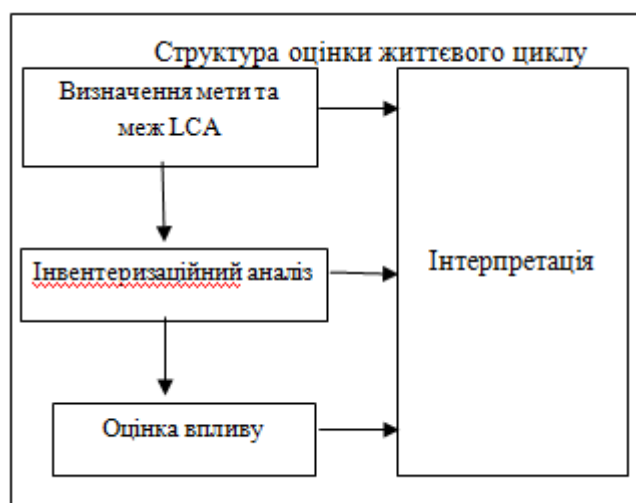 Структура оцінки життєвого циклу
Визначення мети та
меж LCA
Інвентеризаційний аналіз
Інтерпретація
Оцінка впливу